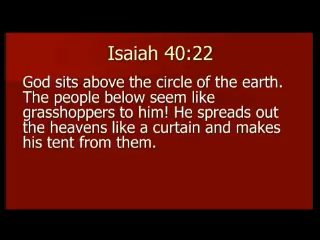 Isaiah 40:22
God sits above the circle of the earth.
The people below seem like
grasshoppers to him! He spreads out
the heavens like a curtain and makes
his tent from them.